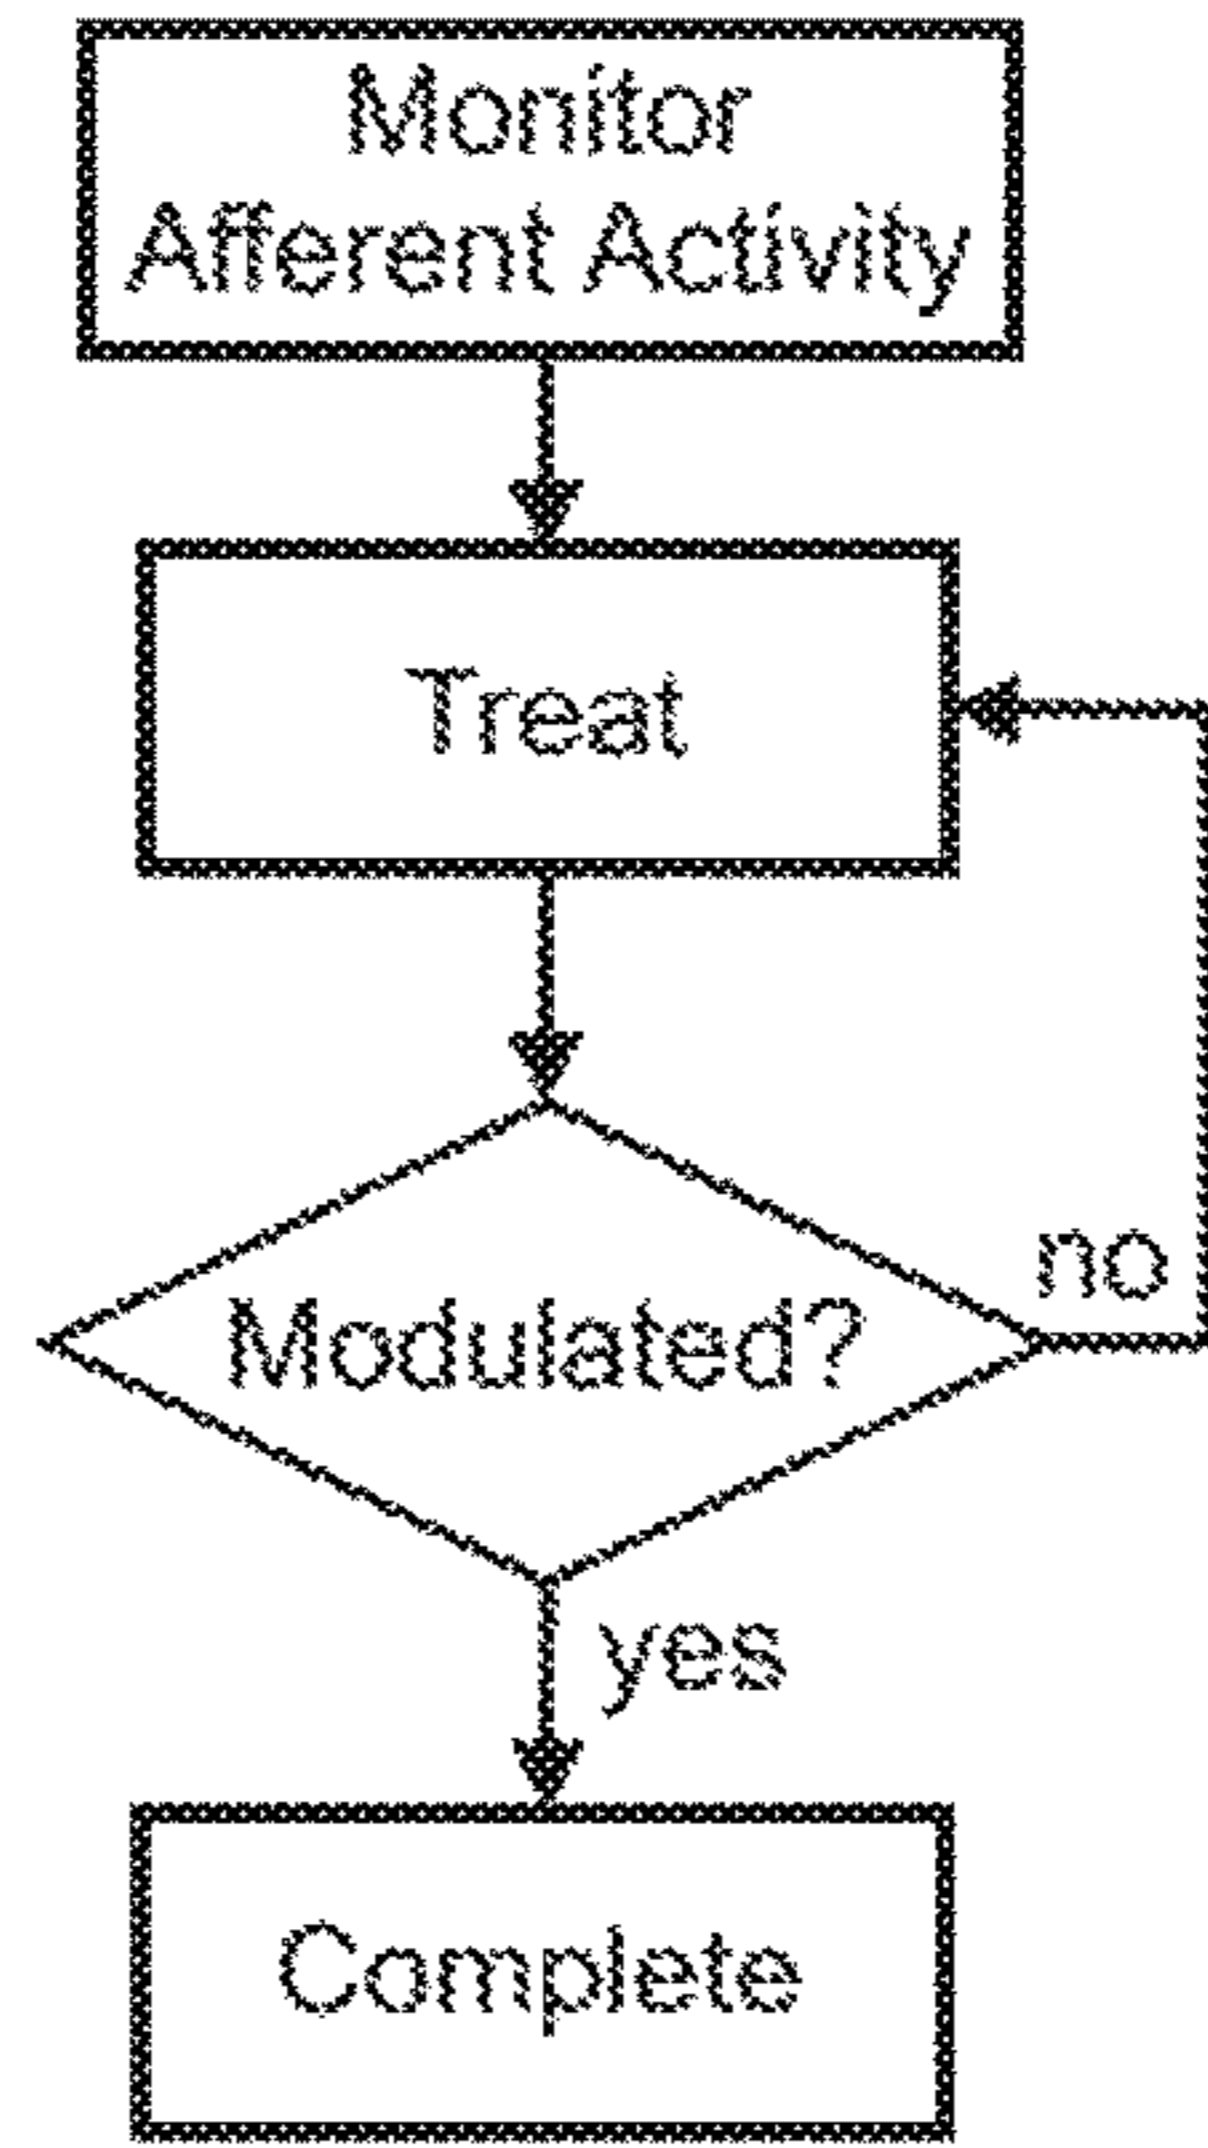 Monitor
Afferent Activity
Treat
no
Modulated?
yes
Complete